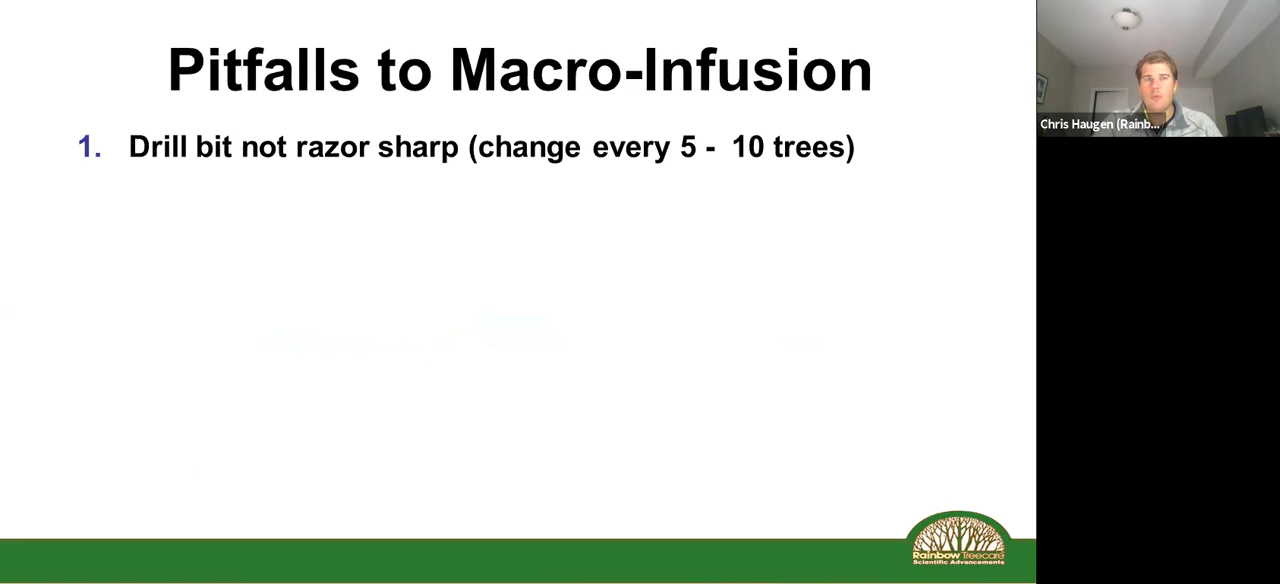 Pitfalls to Macro-Infusion
1. Drill bit not razor sharp (change every 5 - 10 trees)
Chris Haugen (Rainb...
Rainbow Treecare
Scientific Advancements